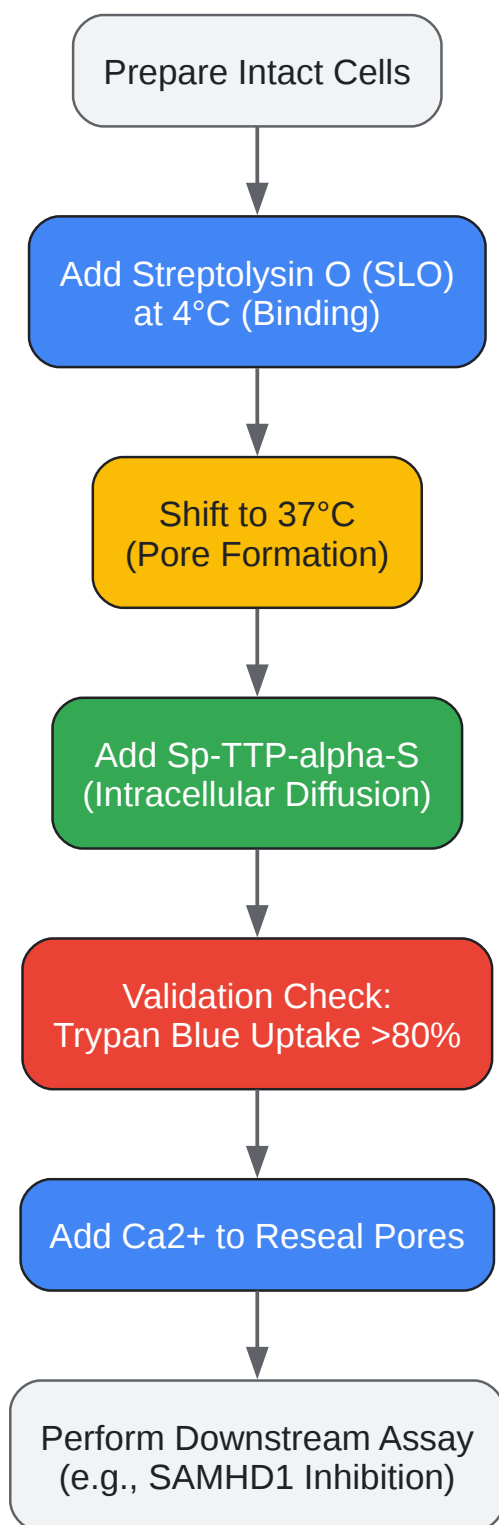 Prepare Intact Cells
Add Streptolysin O (SLO)
at 4°C (Binding)
Shift to 37°C
(Pore Formation)
Add Sp-TTP-alpha-S
(Intracellular Diffusion)
Validation Check:
Trypan Blue Uptake >80%
Add Ca2+ to Reseal Pores
Perform Downstream Assay
(e.g., SAMHD1 Inhibition)